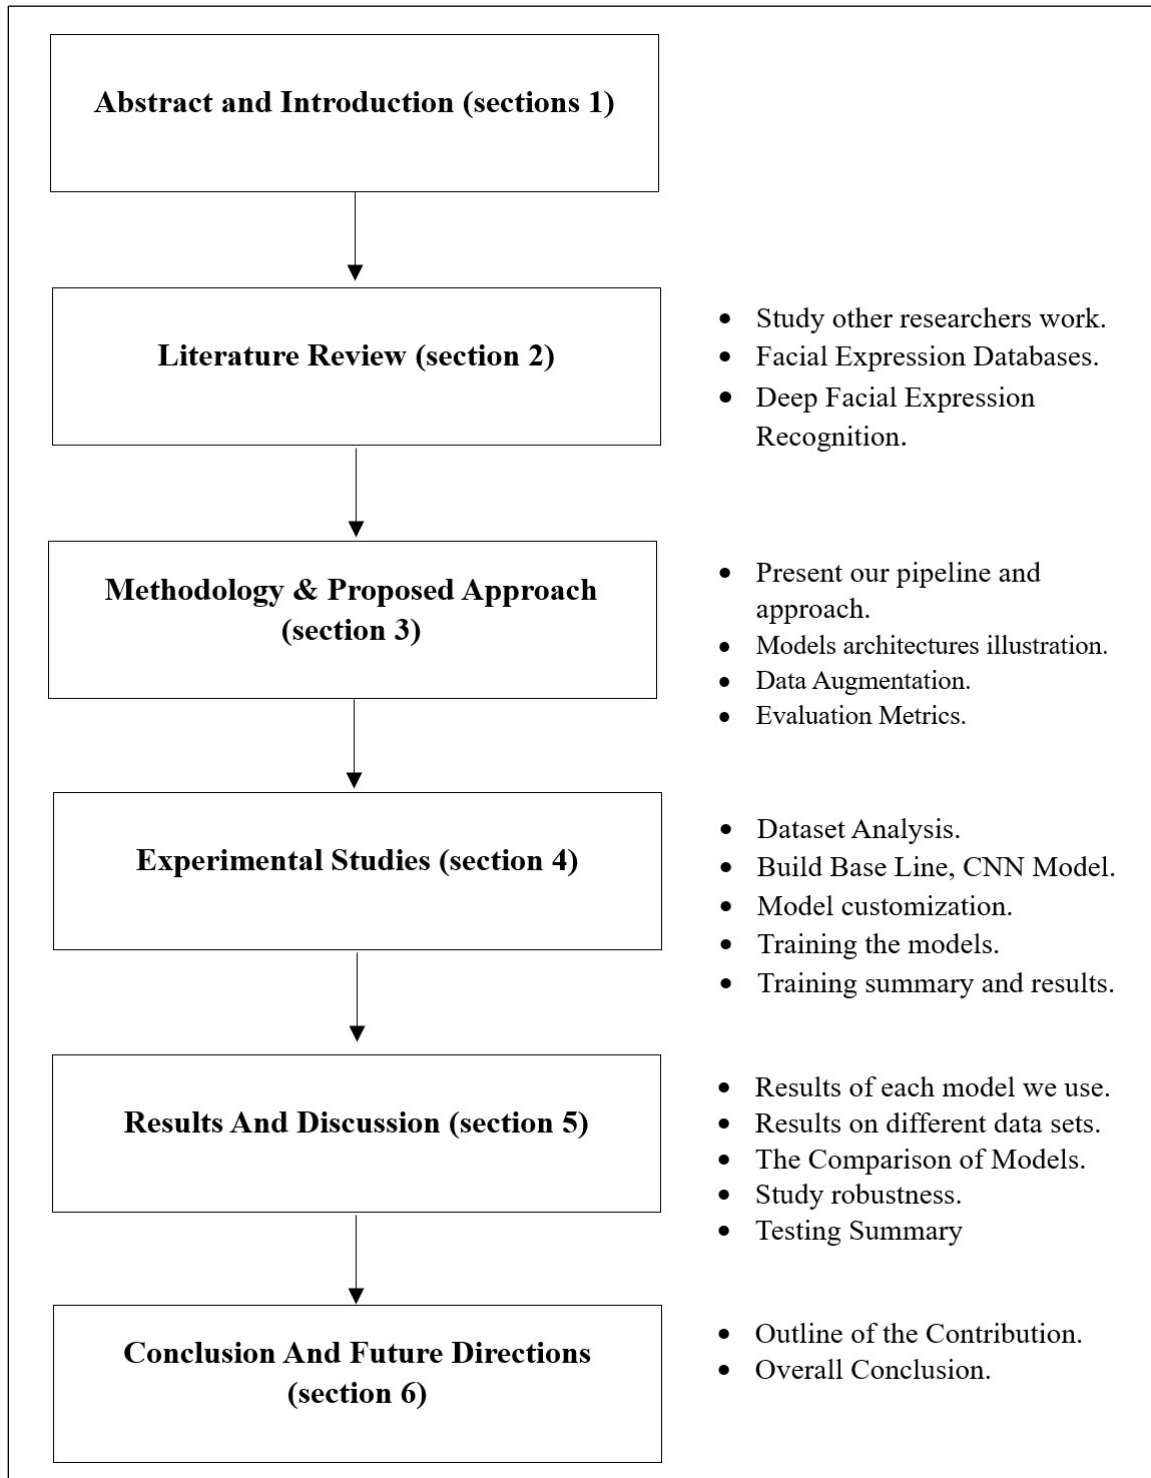 Abstract and Introduction (sections 1)
Literature Review (section 2)
• Study other researchers work.
• Facial Expression Databases.
• Deep Facial Expression
Recognition.
Methodology & Proposed Approach
(section 3)
• Present our pipeline and
approach.
• Models architectures illustration.
• Data Augmentation.
• Evaluation Metrics.
Experimental Studies (section 4)
• Dataset Analysis.
• Build Base Line, CNN Model.
• Model customization.
• Training the models.
• Training summary and results.
Results And Discussion (section 5)
• Results of each model we use.
• Results on different data sets.
• The Comparison of Models.
• Study robustness.
• Testing Summary
Conclusion And Future Directions
(section 6)
• Outline of the Contribution.
• Overall Conclusion.